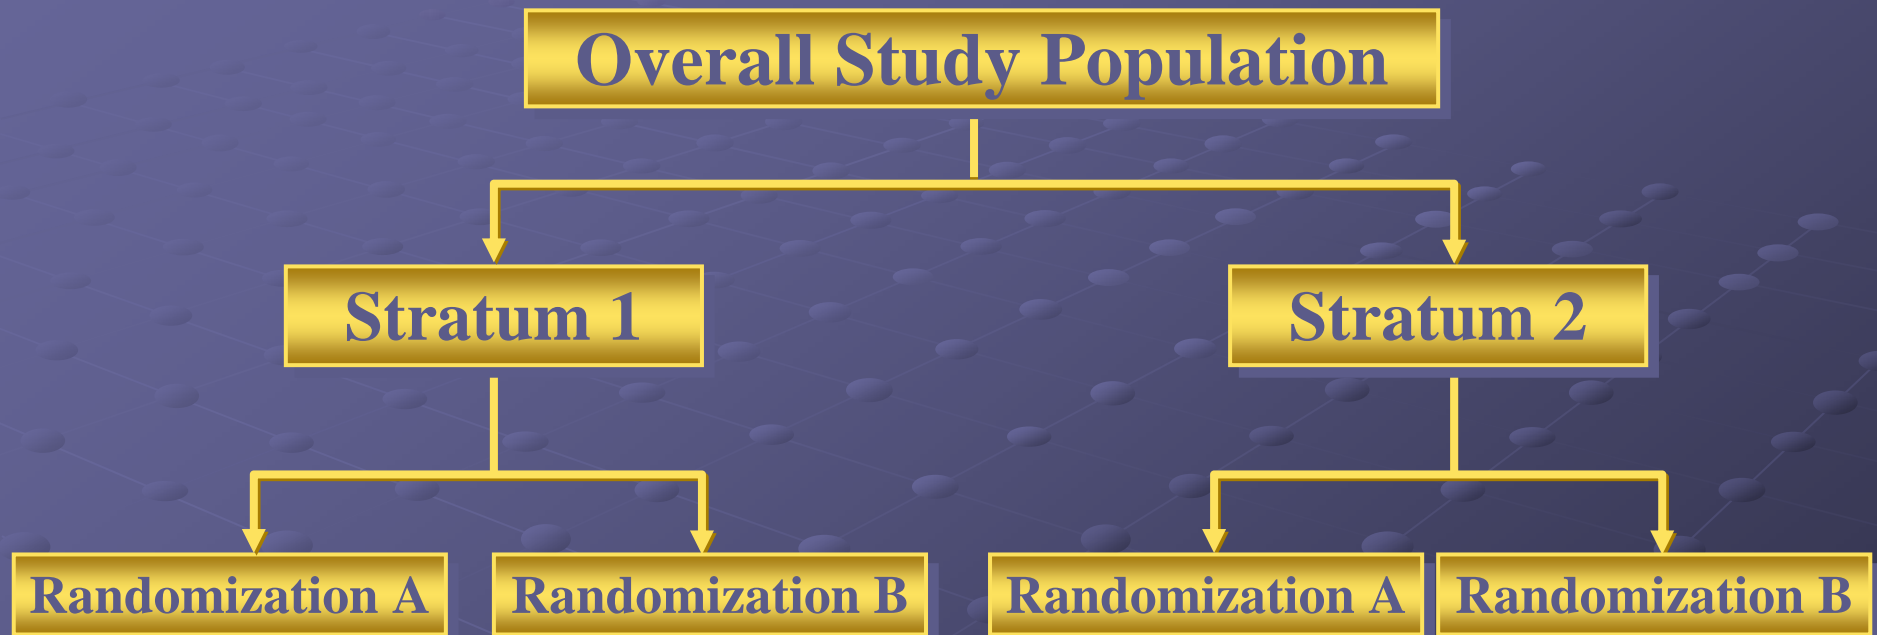 Overall Study Population
Stratum 1
Stratum 2
Randomization A
Randomization B
Randomization A
Randomization B